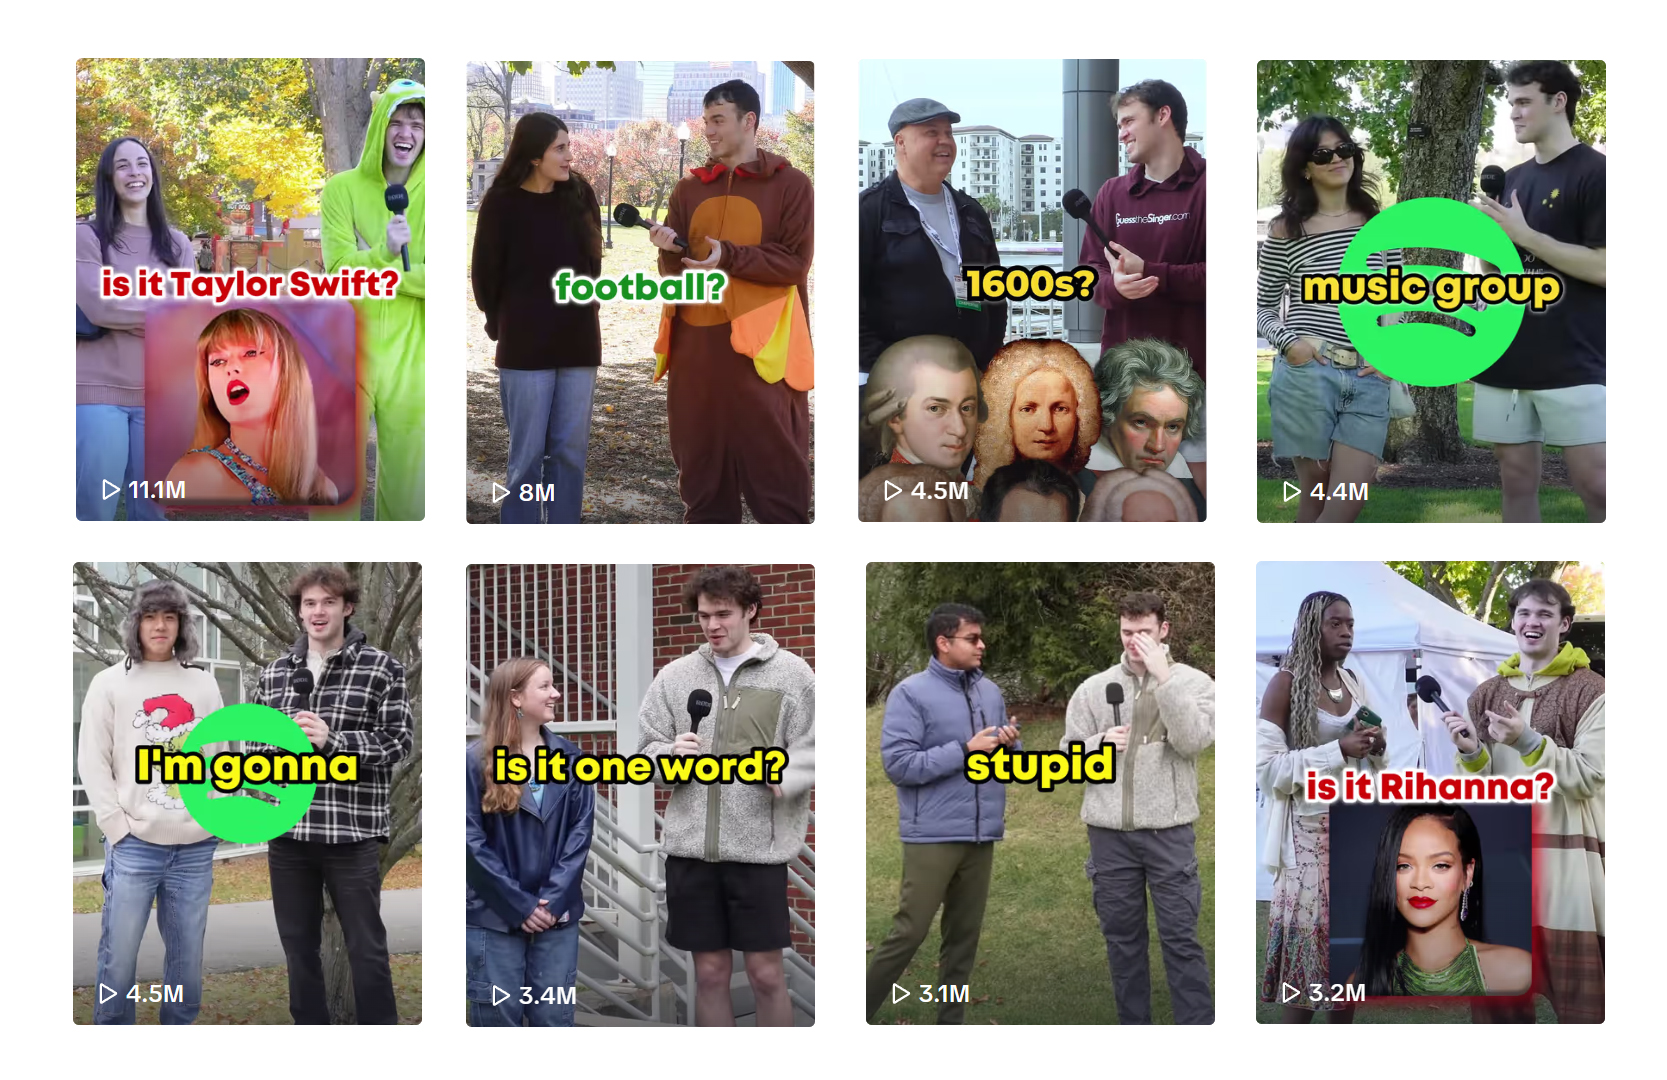 is it Taylor Swift?
11.1M
football?
8M
GuesstheSinger.com
1600s?
4.5M
music group
4.4M
I'm gonna
4.5M
is it one word?
3.4M
stupid
3.1M
is it Rihanna?
3.2M